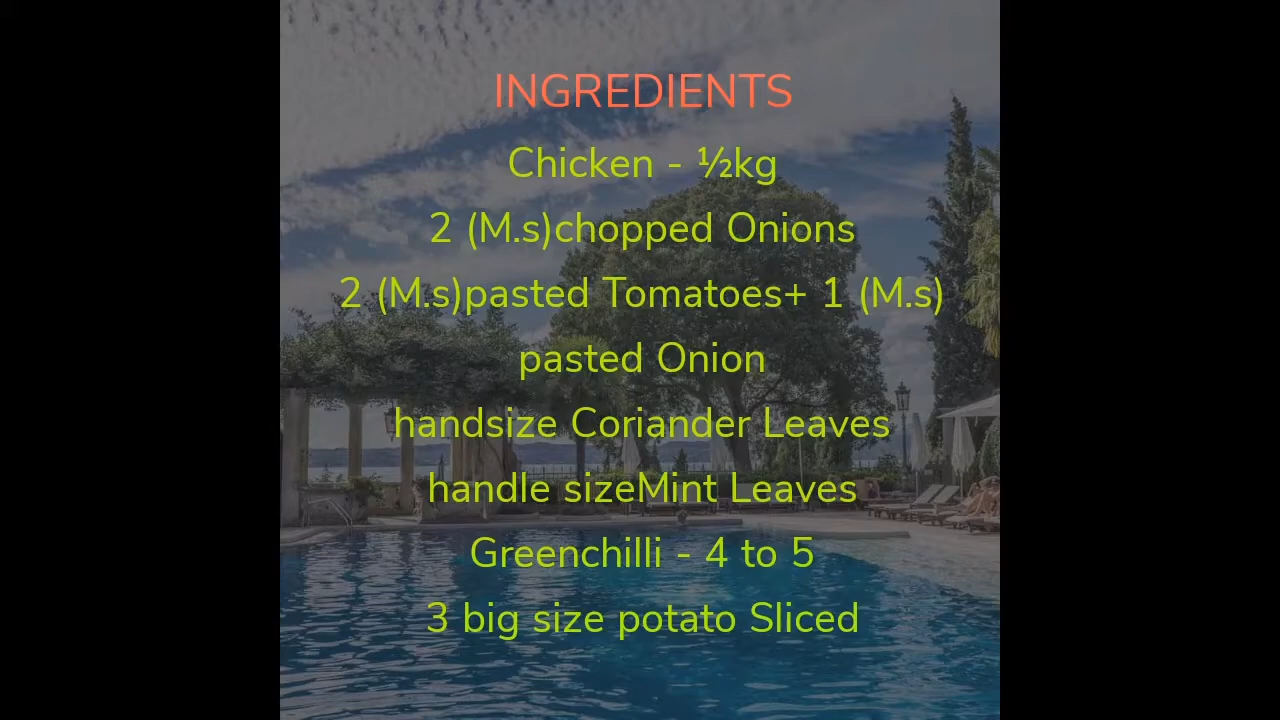 INGREDIENTS
Chicken - ½kg
2 (M.s)chopped Onions
2 (M.s)pasted Tomatoes+ 1 (M.s)
pasted Onion
handsize Coriander Leaves
handle sizeMint Leaves
Greenchilli - 4 to 5
3 big size potato Sliced